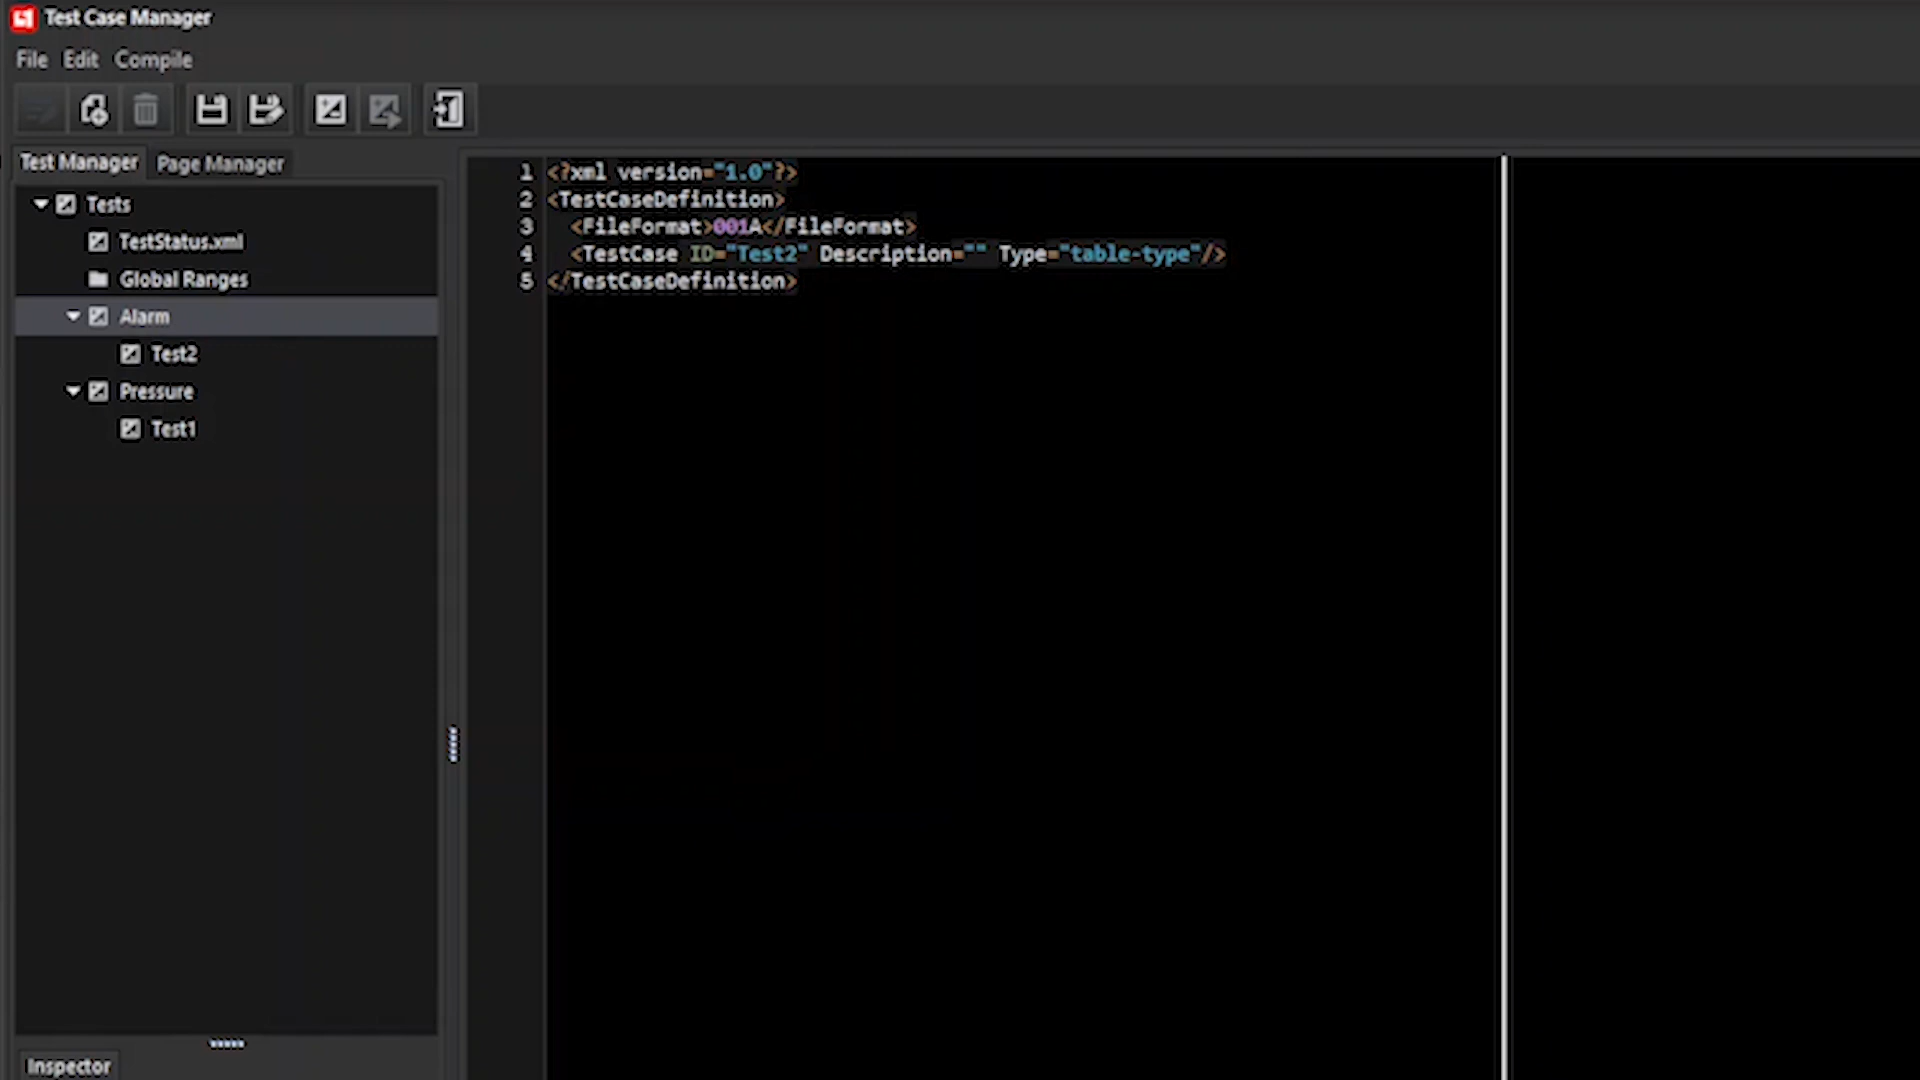 Test Case Manager
File Edit Compile
Test Manager Page Manager
Tests
TestStatus.xml
Global Ranges
Alarm
Test2
Pressure
Test1
1 <?xml version="1.0"?>
2 <TestCaseDefinition>
3 <FileFormat>001A</FileFormat>
4 <TestCase ID="Test2" Description="" Type="table-type"/>
5 </TestCaseDefinition>
Inspector